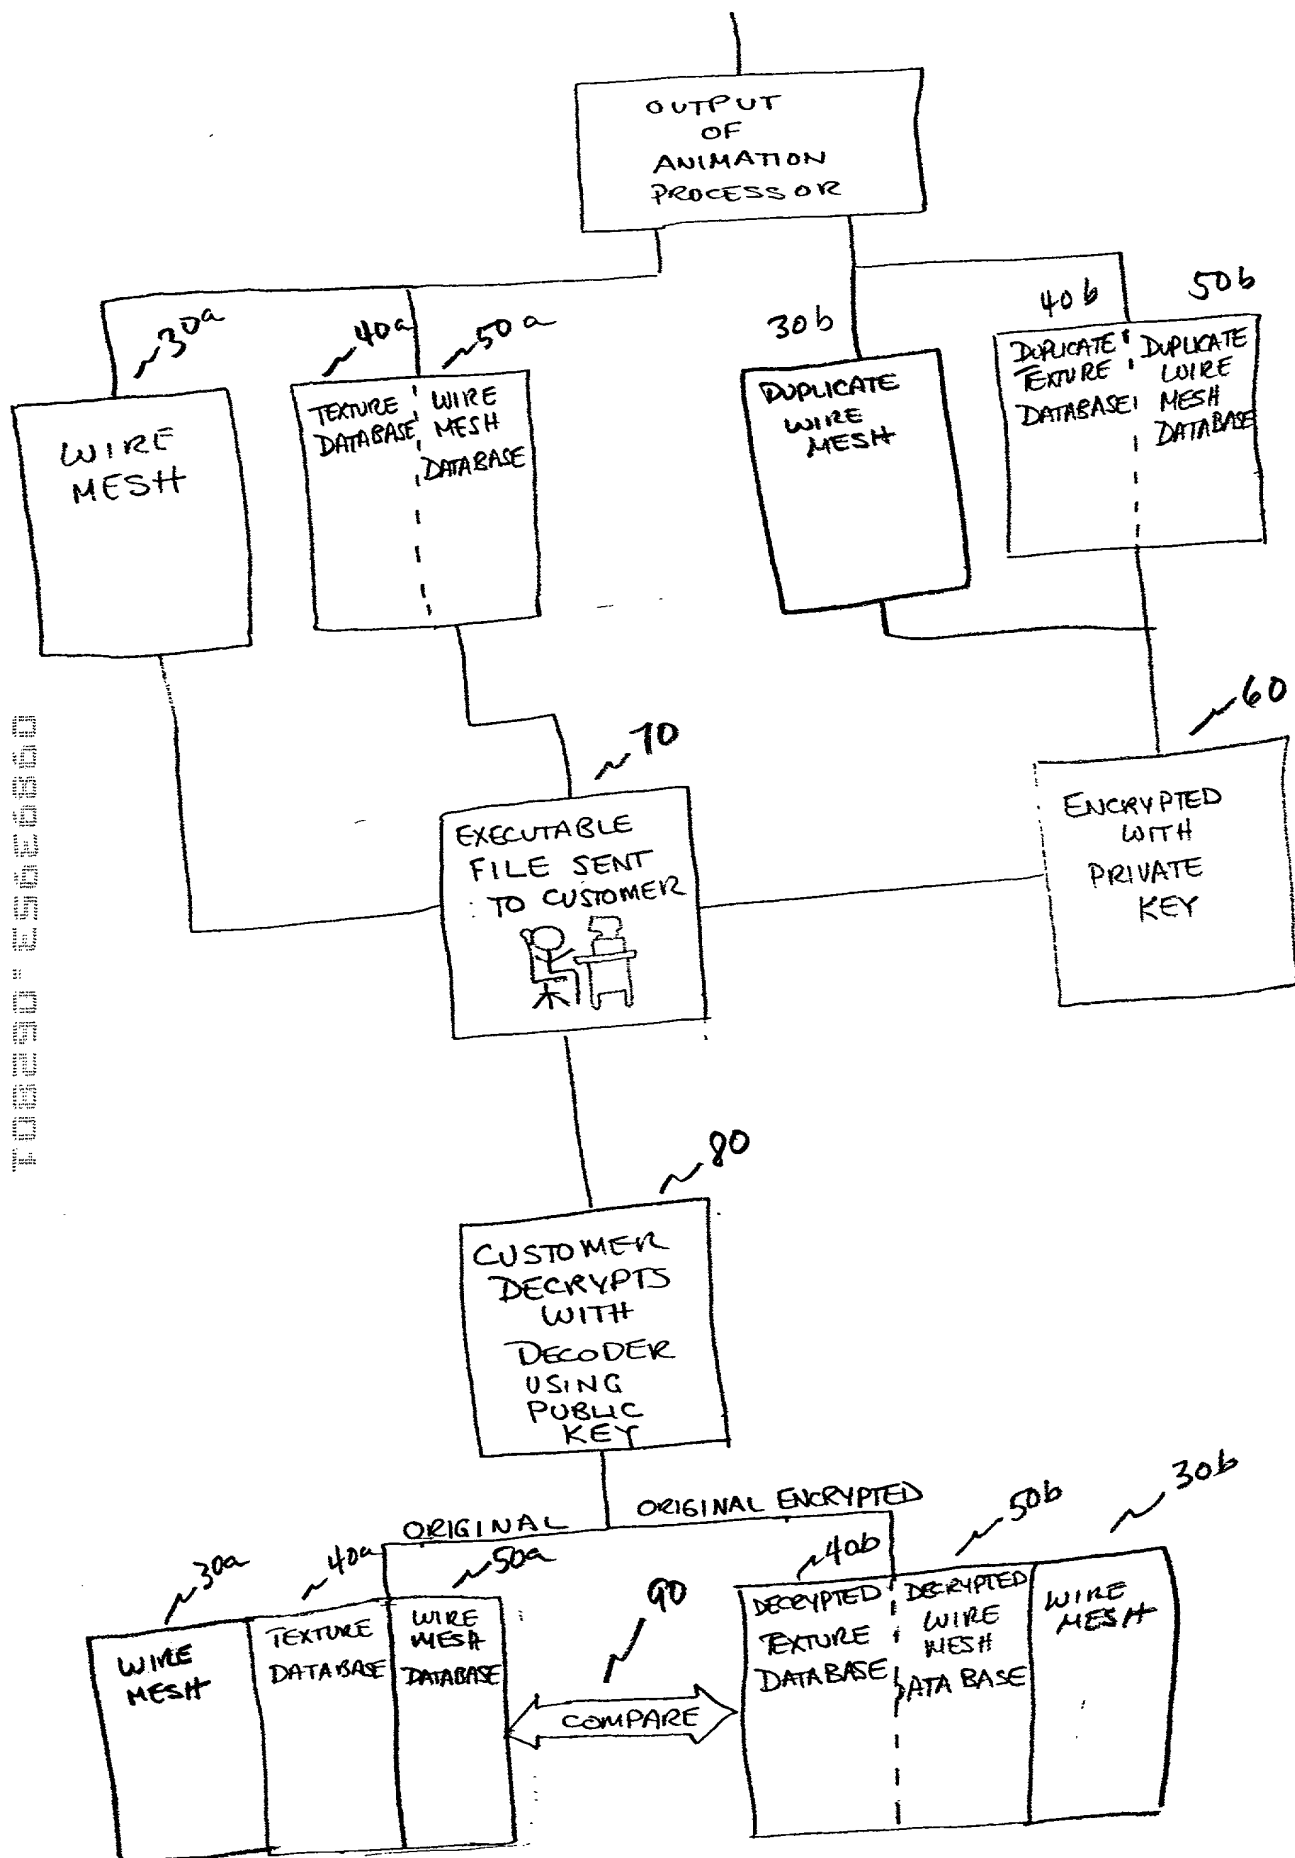 OUTPUT
OF
ANIMATION
PROCESSOR
30a
40a
50a
30b
40b
50b
WIRE
MESH
TEXTURE
DATABASE
WIRE
MESH
DATABASE
DUPLICATE
WIRE
MESH
DUPLICATE
TEXTURE
DATABASE
DUPLICATE
WIRE
MESH
DATABASE
70
60
EXECUTABLE
FILE SENT
TO CUSTOMER
ENCRYPTED
WITH
PRIVATE
KEY
09893953.052801
80
CUSTOMER
DECRYPTS
WITH
DECODER
USING
PUBLIC
KEY
ORIGINAL
ORIGINAL ENCRYPTED
30a
40a
50a
90
40b
50b
30b
WIRE
MESH
TEXTURE
DATABASE
WIRE
MESH
DATABASE
COMPARE
DECRYPTED
TEXTURE
DATABASE
DECRYPTED
WIRE
MESH
DATABASE
WIRE
MESH